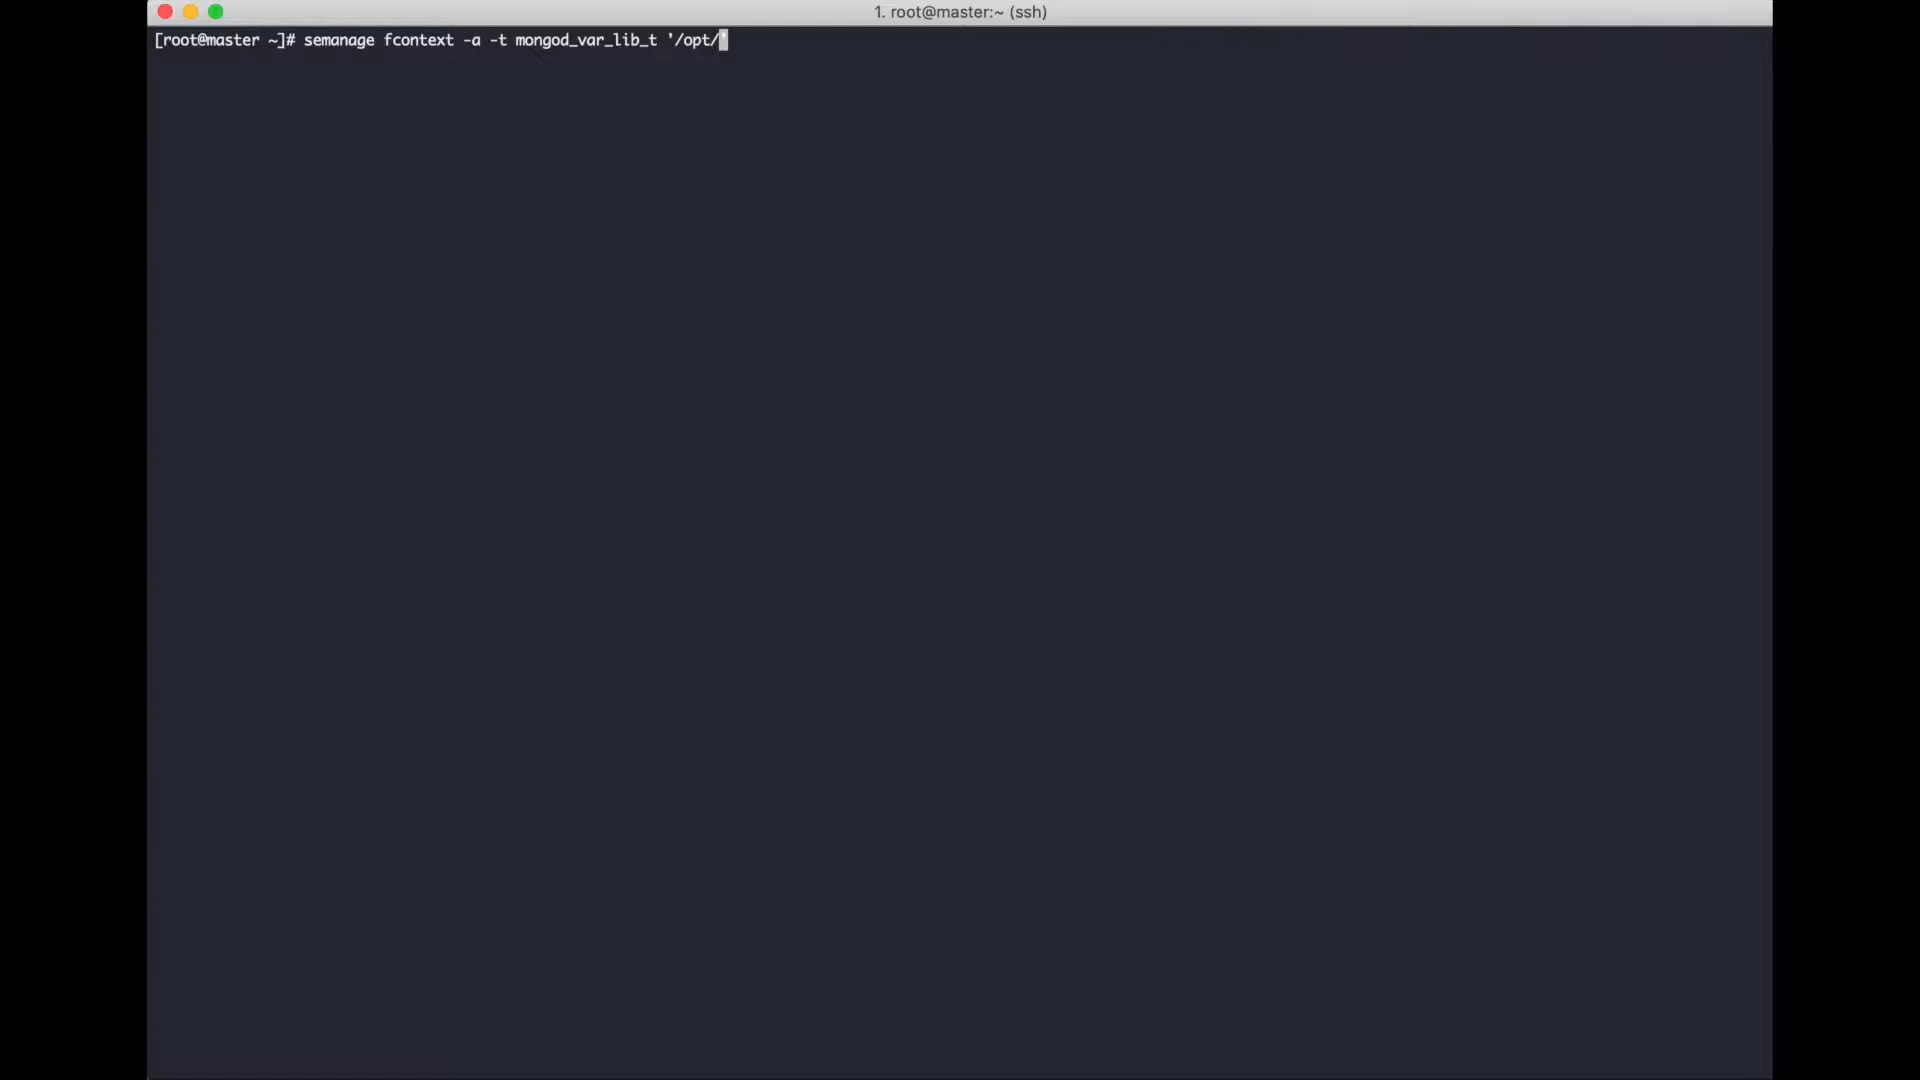 1. root@master:~ (ssh)
[root@master ~]# semanage fcontext -a -t mongod_var_lib_t '/opt/'